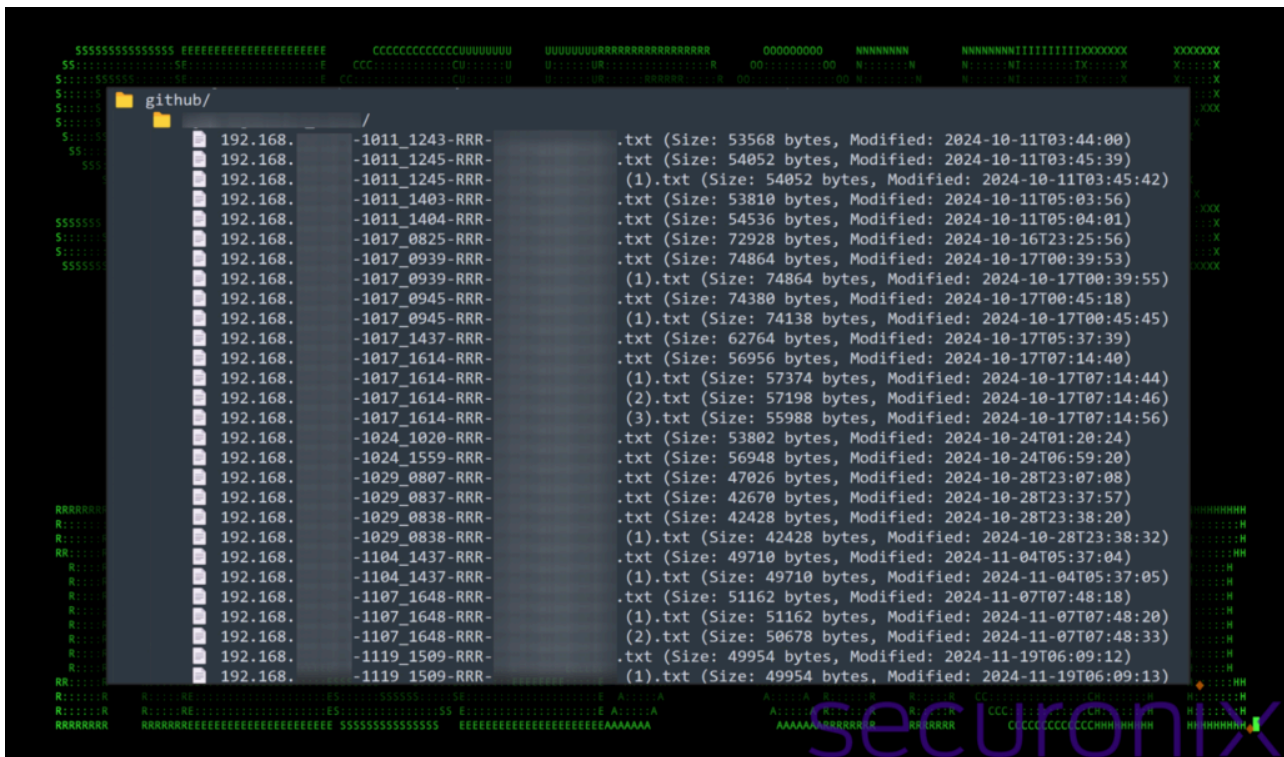 github/
/
192.168. -1011_1243-RRR- .txt (Size: 53568 bytes, Modified: 2024-10-11T03:44:00)
192.168. -1011_1245-RRR- .txt (Size: 54052 bytes, Modified: 2024-10-11T03:45:39)
192.168. -1011_1245-RRR- (1).txt (Size: 54052 bytes, Modified: 2024-10-11T03:45:42)
192.168. -1011_1403-RRR- .txt (Size: 53810 bytes, Modified: 2024-10-11T05:03:56)
192.168. -1011_1404-RRR- .txt (Size: 54536 bytes, Modified: 2024-10-11T05:04:01)
192.168. -1017_0825-RRR- .txt (Size: 72928 bytes, Modified: 2024-10-16T23:25:56)
192.168. -1017_0939-RRR- .txt (Size: 74864 bytes, Modified: 2024-10-17T00:39:53)
192.168. -1017_0939-RRR- (1).txt (Size: 74864 bytes, Modified: 2024-10-17T00:39:55)
192.168. -1017_0945-RRR- .txt (Size: 74380 bytes, Modified: 2024-10-17T00:45:18)
192.168. -1017_0945-RRR- (1).txt (Size: 74138 bytes, Modified: 2024-10-17T00:45:45)
192.168. -1017_1437-RRR- .txt (Size: 62764 bytes, Modified: 2024-10-17T05:37:39)
192.168. -1017_1614-RRR- .txt (Size: 56956 bytes, Modified: 2024-10-17T07:14:40)
192.168. -1017_1614-RRR- (1).txt (Size: 57374 bytes, Modified: 2024-10-17T07:14:44)
192.168. -1017_1614-RRR- (2).txt (Size: 57198 bytes, Modified: 2024-10-17T07:14:46)
192.168. -1017_1614-RRR- (3).txt (Size: 55988 bytes, Modified: 2024-10-17T07:14:56)
192.168. -1024_1020-RRR- .txt (Size: 53802 bytes, Modified: 2024-10-24T01:20:24)
192.168. -1024_1559-RRR- .txt (Size: 56948 bytes, Modified: 2024-10-24T06:59:20)
192.168. -1029_0807-RRR- .txt (Size: 47026 bytes, Modified: 2024-10-28T23:07:08)
192.168. -1029_0837-RRR- .txt (Size: 42670 bytes, Modified: 2024-10-28T23:37:57)
192.168. -1029_0838-RRR- .txt (Size: 42428 bytes, Modified: 2024-10-28T23:38:20)
192.168. -1029_0838-RRR- (1).txt (Size: 42428 bytes, Modified: 2024-10-28T23:38:32)
192.168. -1104_1437-RRR- .txt (Size: 49710 bytes, Modified: 2024-11-04T05:37:04)
192.168. -1104_1437-RRR- (1).txt (Size: 49710 bytes, Modified: 2024-11-04T05:37:05)
192.168. -1107_1648-RRR- .txt (Size: 51162 bytes, Modified: 2024-11-07T07:48:18)
192.168. -1107_1648-RRR- (1).txt (Size: 51162 bytes, Modified: 2024-11-07T07:48:20)
192.168. -1107_1648-RRR- (2).txt (Size: 50678 bytes, Modified: 2024-11-07T07:48:33)
192.168. -1119_1509-RRR- .txt (Size: 49954 bytes, Modified: 2024-11-19T06:09:12)
192.168. -1119_1509-RRR- (1).txt (Size: 49954 bytes, Modified: 2024-11-19T06:09:13)
securonix